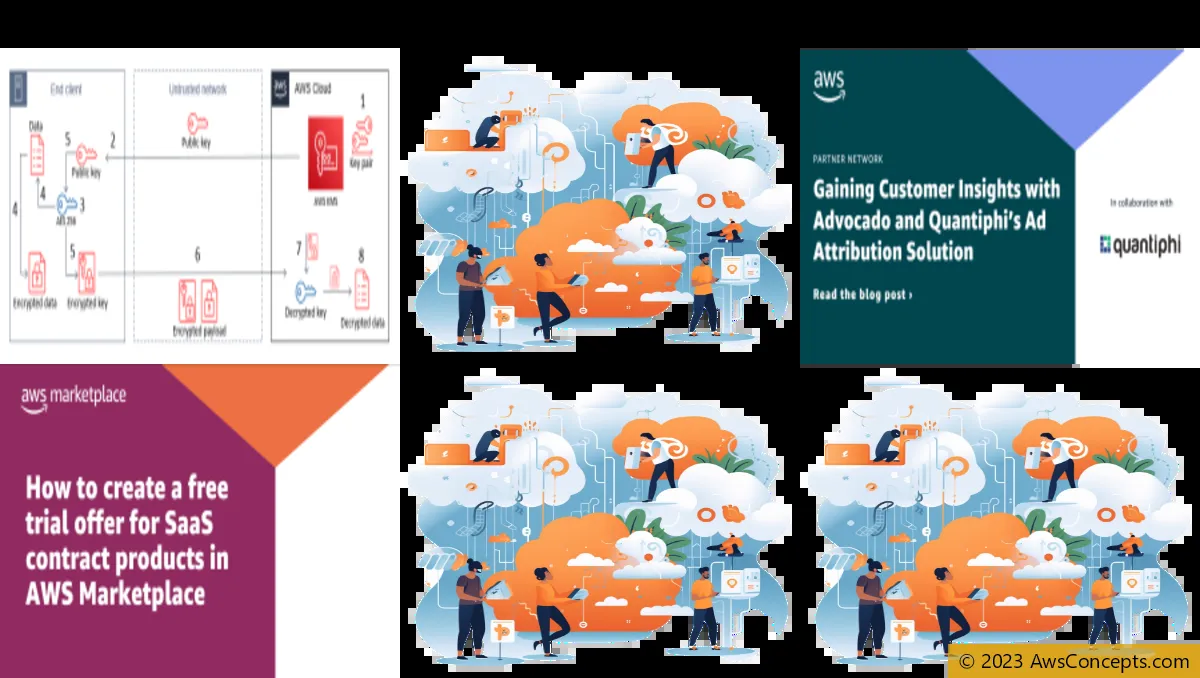 End client
Untrusted network
aws
AWS Cloud
1
Data
5
2
Public key
Key pair
Public key
AWS KMS
4
4
3
AES 256
5
6
7
8
Encrypted data
Encrypted key
Encrypted payload
Decrypted key
Decrypted data
aws
PARTNER NETWORK
Gaining Customer Insights with
Advocado and Quantiphi's Ad
Attribution Solution
Read the blog post ›
In collaboration with
quantiphi
aws marketplace
How to create a free
trial offer for SaaS
contract products in
AWS Marketplace
© 2023 AwsConcepts.com